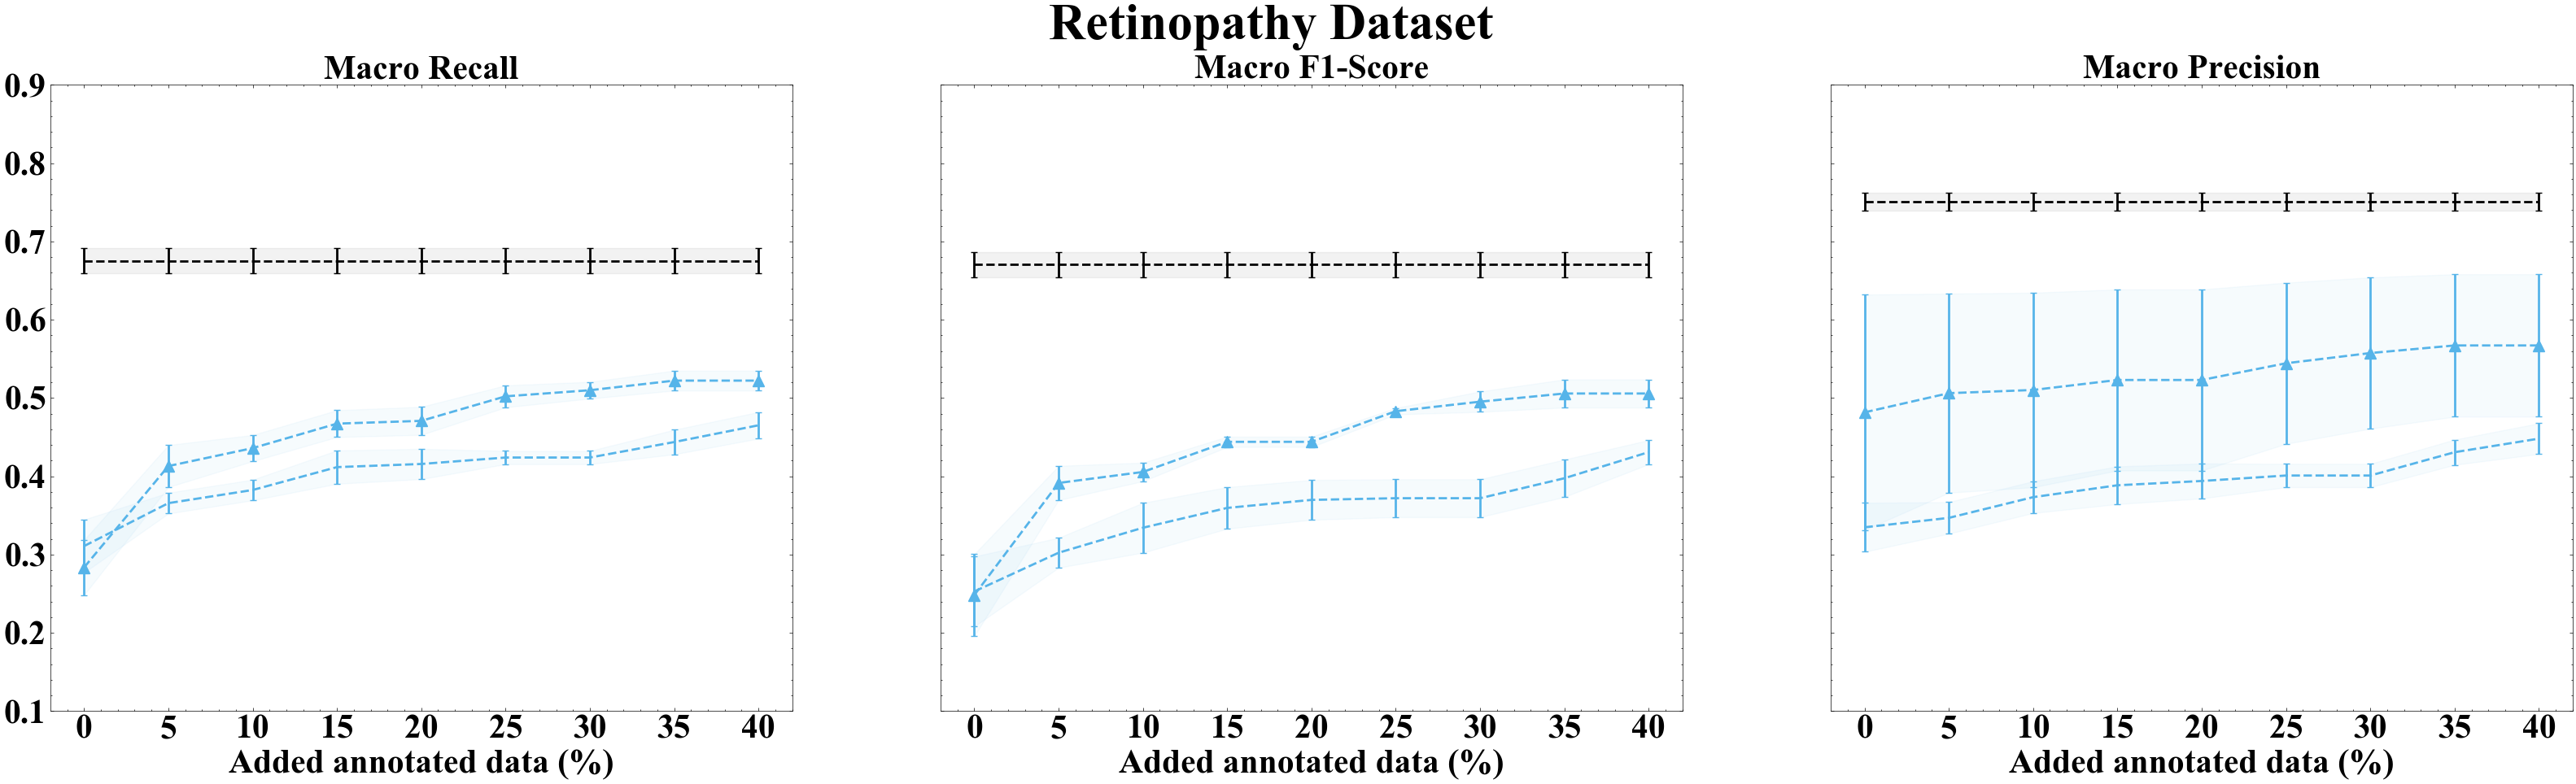 Retinopathy Dataset
Macro Recall
Macro F1-Score
Macro Precision
0.9
0.8
0.7
0.6
0.5
0.4
0.3
0.2
0.1
0 5 10 15 20 25 30 35 40
0 5 10 15 20 25 30 35 40
0 5 10 15 20 25 30 35 40
Added annotated data (%)
Added annotated data (%)
Added annotated data (%)